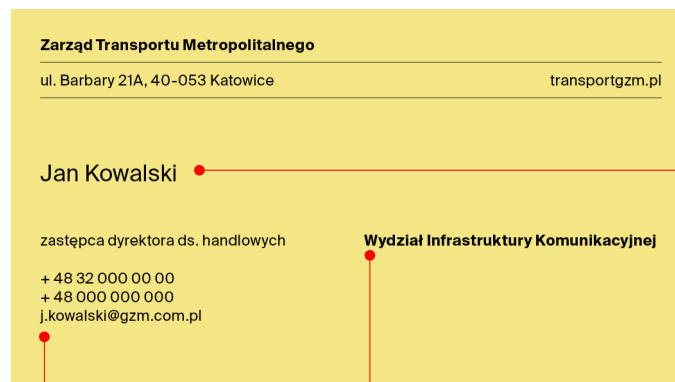 Zarząd Transportu Metropolitalnego
ul. Barbary 21A, 40-053 Katowice
transportgzm.pl
Jan Kowalski
zastępca dyrektora ds. handlowych
Wydział Infrastruktury Komunikacyjnej
+ 48 32 000 00 00
+ 48 000 000 000
j.kowalski@gzm.com.pl